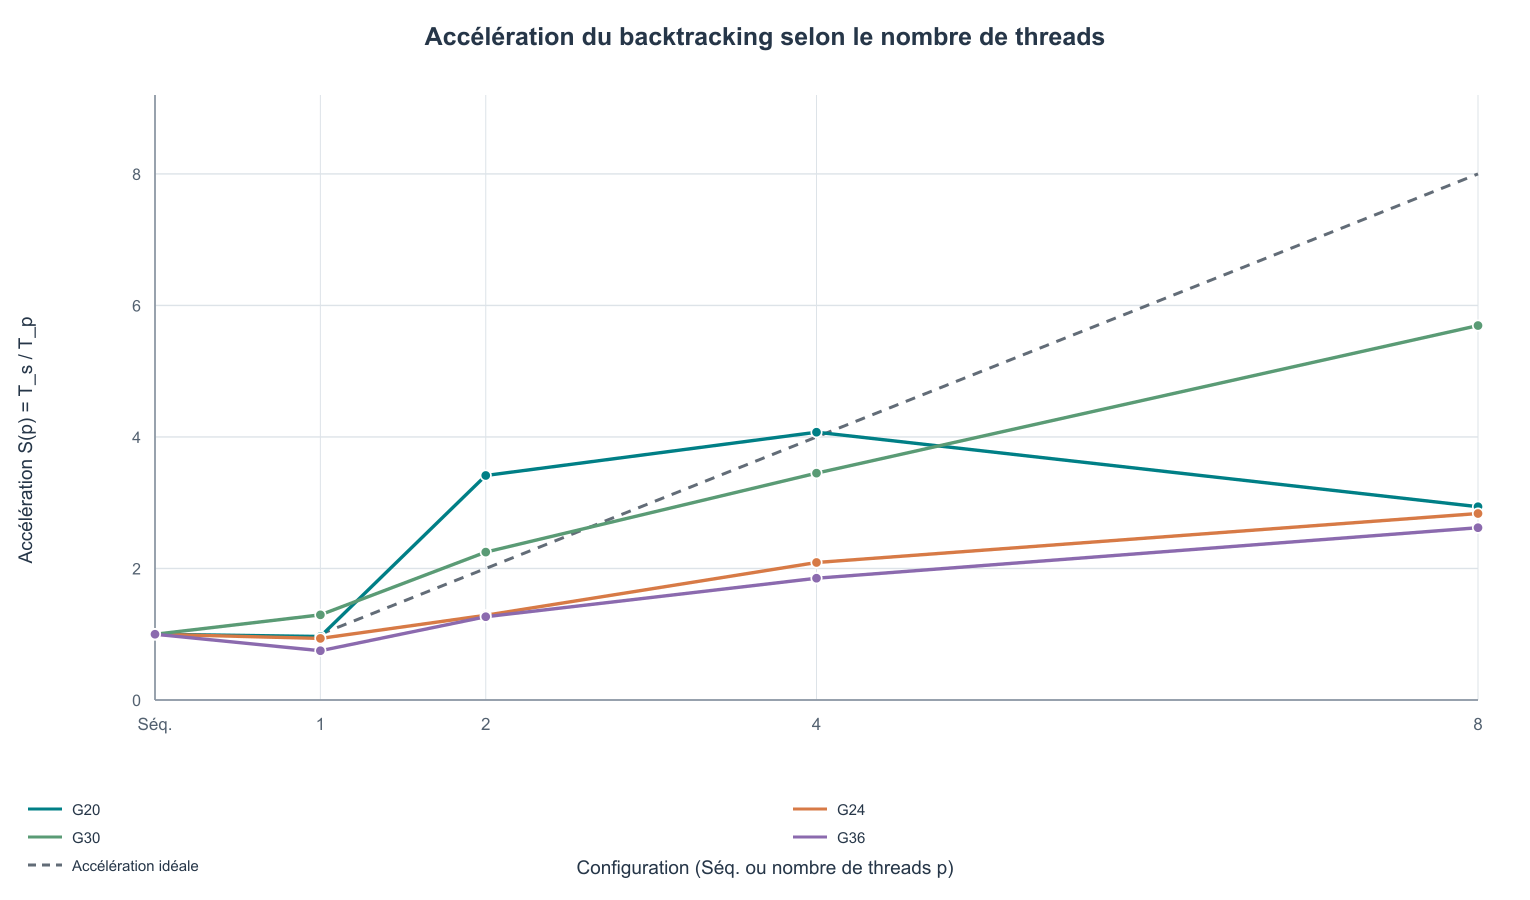 Accélération du backtracking selon le nombre de threads
Accélération S(p) = T_s / T_p
8
6
4
2
0
Séq. 1 2 4 8
G20 G24
G30 G36
Accélération idéale
Configuration (Séq. ou nombre de threads p)